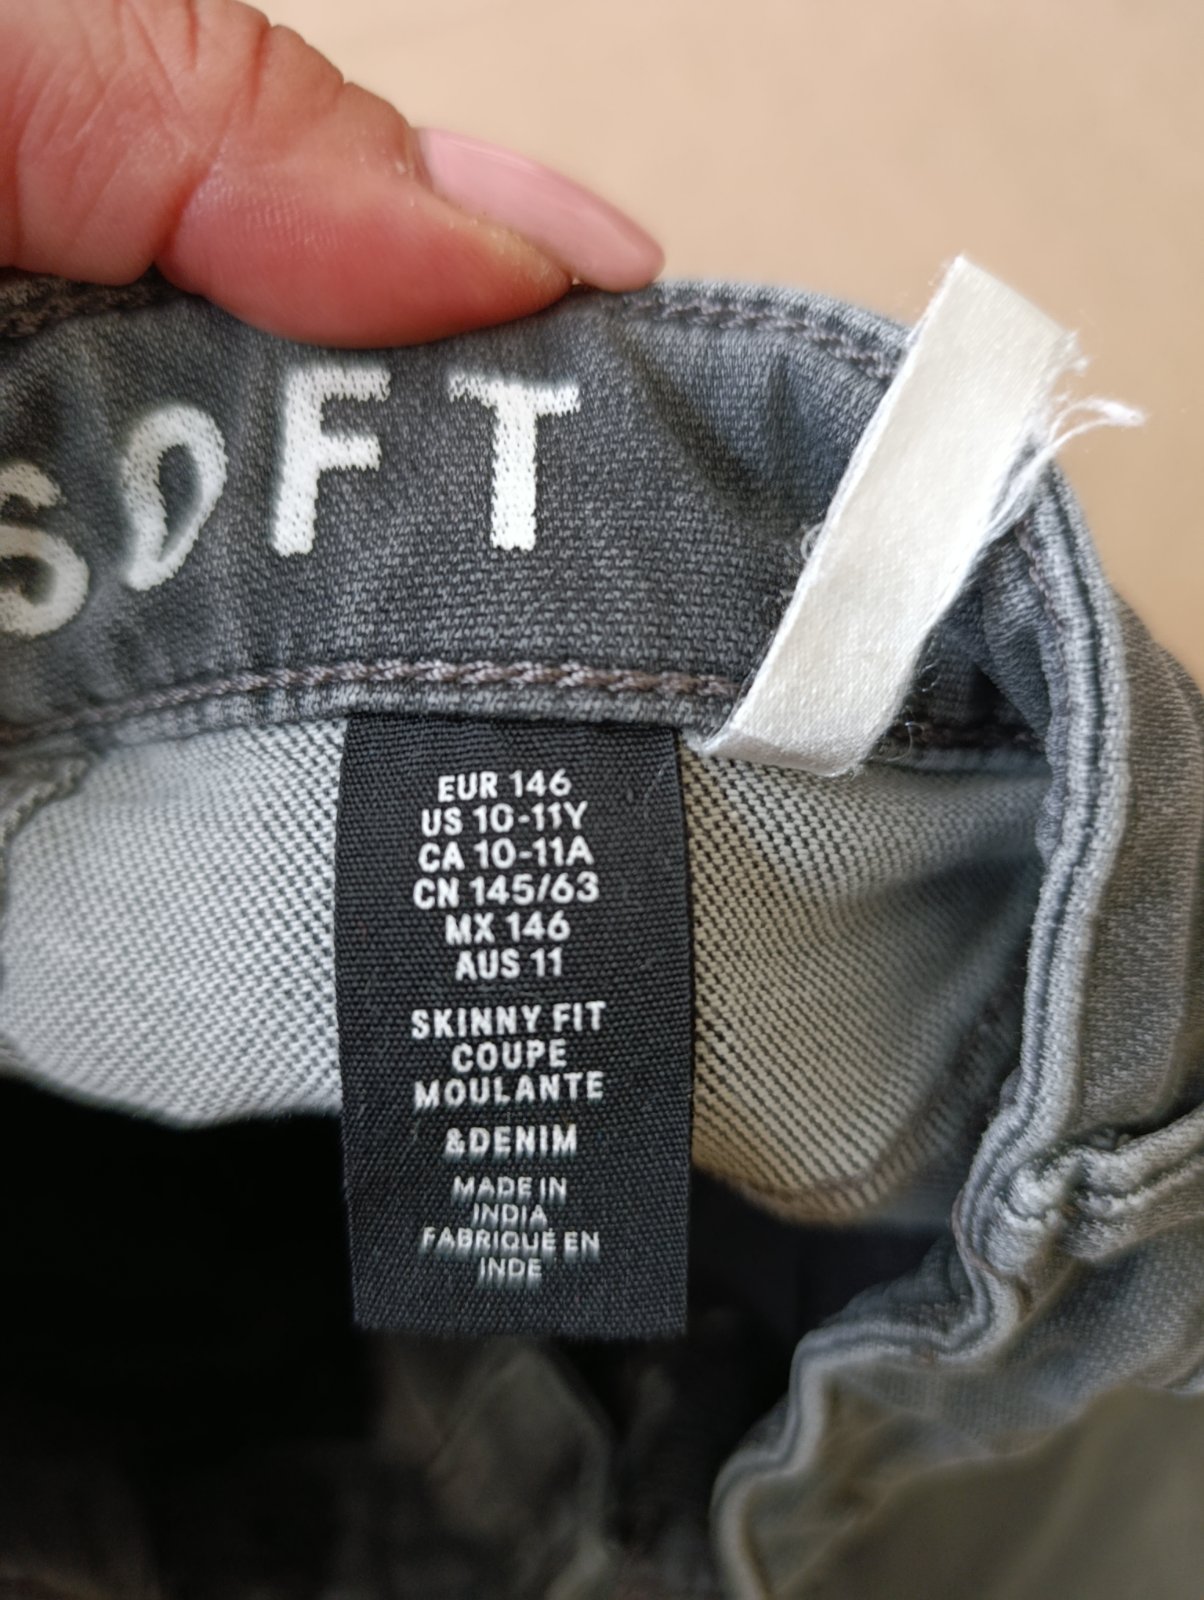 SOFT
EUR 146
US 10-11Y
CA 10-11A
CN 145/63
MX 146
AUS 11
SKINNY FIT
COUPE
MOULANTE
&DENIM
MADE IN
INDIA
FABRIQUÉ EN
INDE